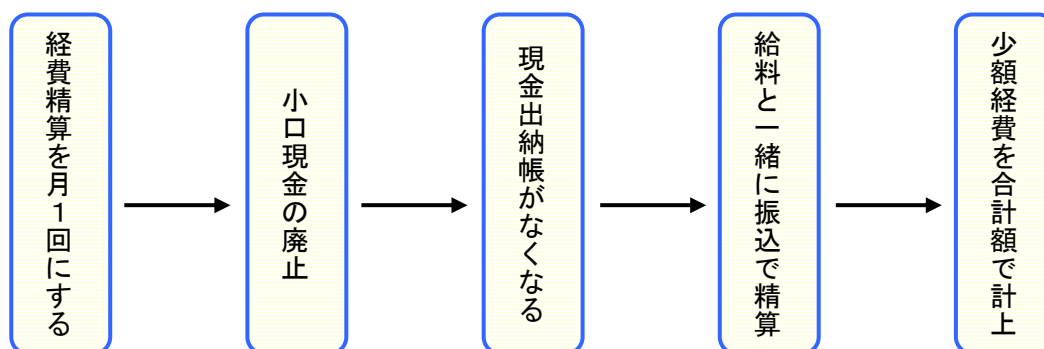 経費精算を月１回にする
小口現金の廃止
現金出納帳がなくなる
給料と一緒に振込で精算
少額経費を合計額で計上